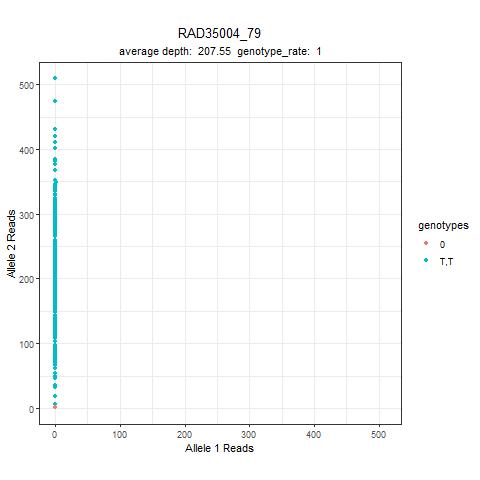 RAD35004_79
average depth:  207.55  genotype_rate:  1
500
400
300
200
100
0
Allele 2 Reads
0 100 200 300 400 500
Allele 1 Reads
genotypes
0
T,T